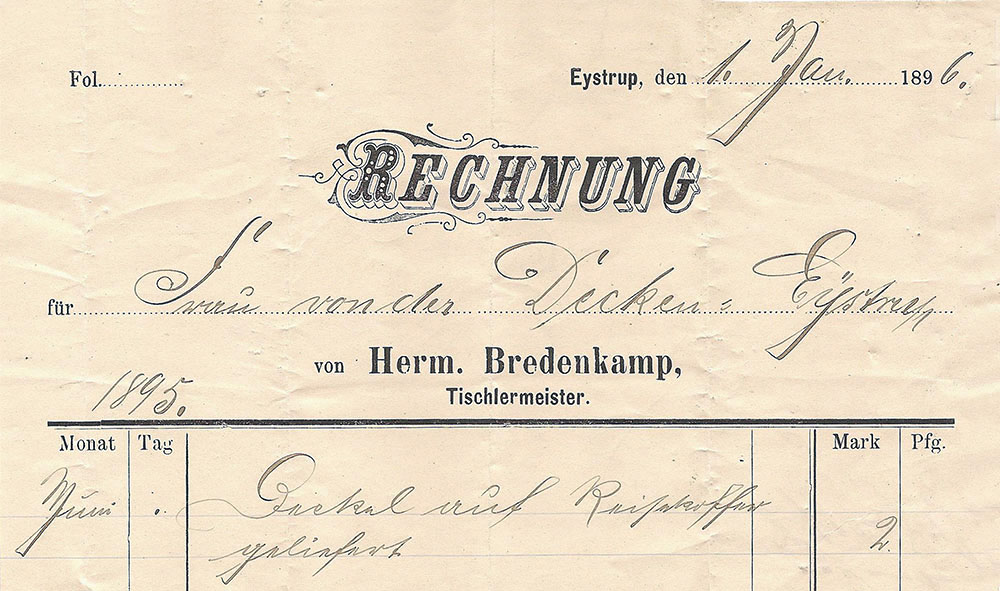 Fol.
Eystrup, den 1. Jan. 1896.
RECHNUNG
für Frau von der Decken = Eystrup
von Herm. Bredenkamp,
Tischlermeister.
1895.
Monat Tag Mark Pfg.
Juni . Deckel auf Reisekoffer
geliefert 2.